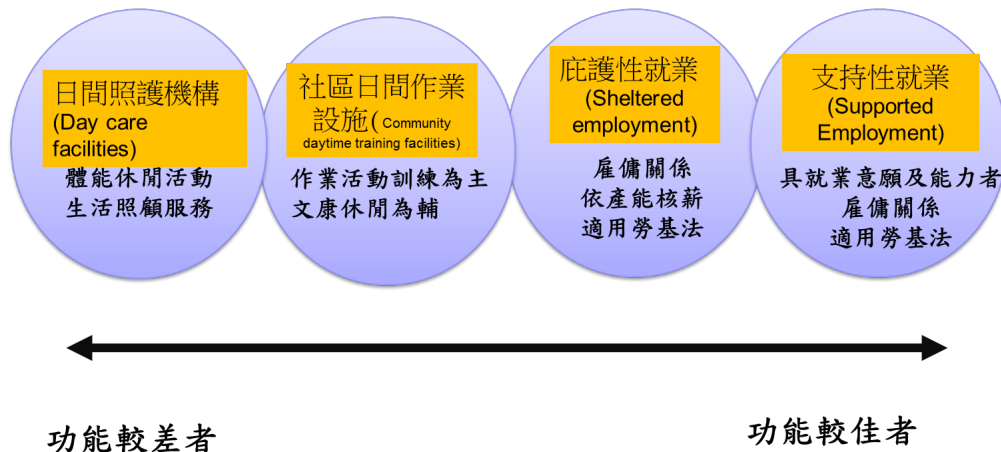 日間照護機構
(Day care
facilities)
體能休閒活動
生活照顧服務
社區日間作業
設施( Community
daytime training facilities)
作業活動訓練為主
文康休閒為輔
庇護性就業
(Sheltered
employment)
雇傭關係
依產能核薪
適用勞基法
支持性就業
(Supported
Employment)
具就業意願及能力者
雇傭關係
適用勞基法
功能較差者
功能較佳者